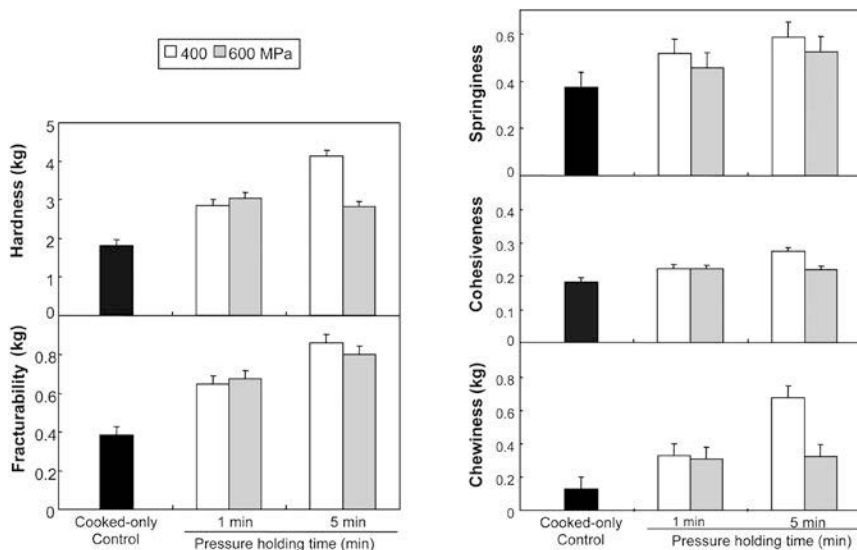 400 600 MPa
Hardness (kg)
5
4
3
2
1
0
Fracturability (kg)
0.8
0.6
0.4
0.2
0
Cooked-only
Control
1 min
5 min
Pressure holding time (min)
Springiness
0.6
0.4
0.2
0
Cohesiveness
0.4
0.3
0.2
0.1
0
Chewiness (kg)
0.8
0.6
0.4
0.2
0
Cooked-only
Control
1 min
5 min
Pressure holding time (min)